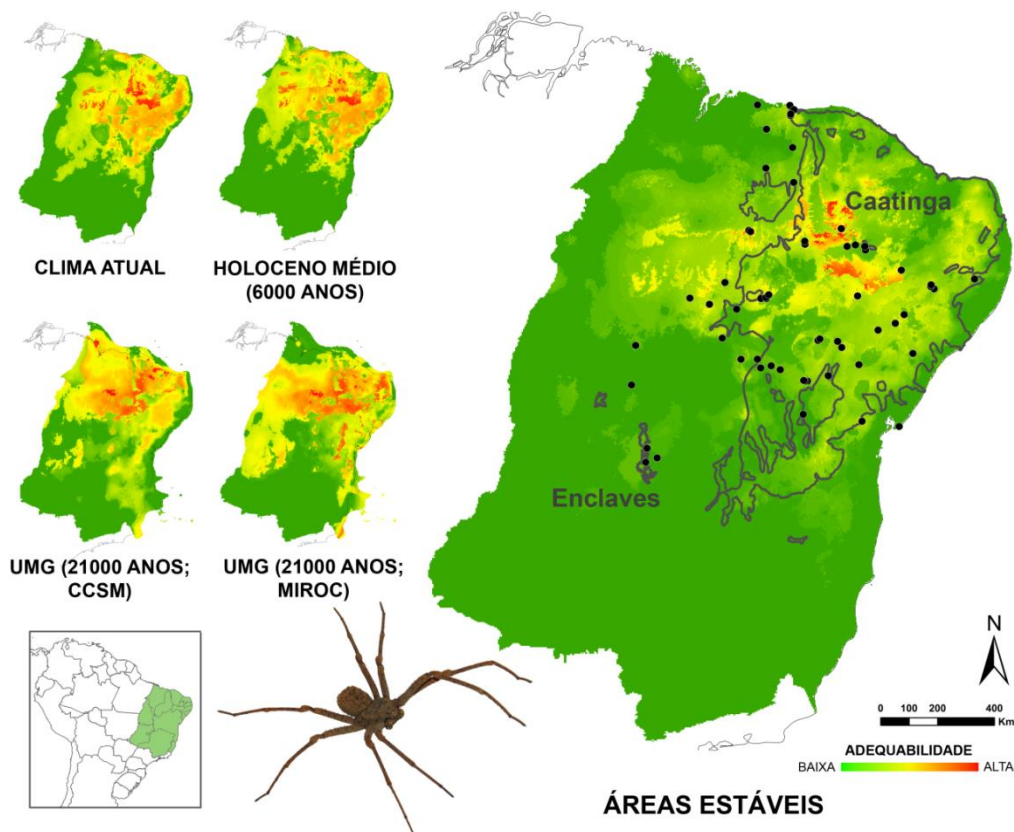 CLIMA ATUAL
HOLOCENO MÉDIO
(6000 ANOS)
UMG (21000 ANOS;
CCSM)
UMG (21000 ANOS;
MIROC)
Caatinga
Enclaves
N
0 100 200 400
Km
ADEQUABILIDADE
BAIXA ALTA
ÁREAS ESTÁVEIS